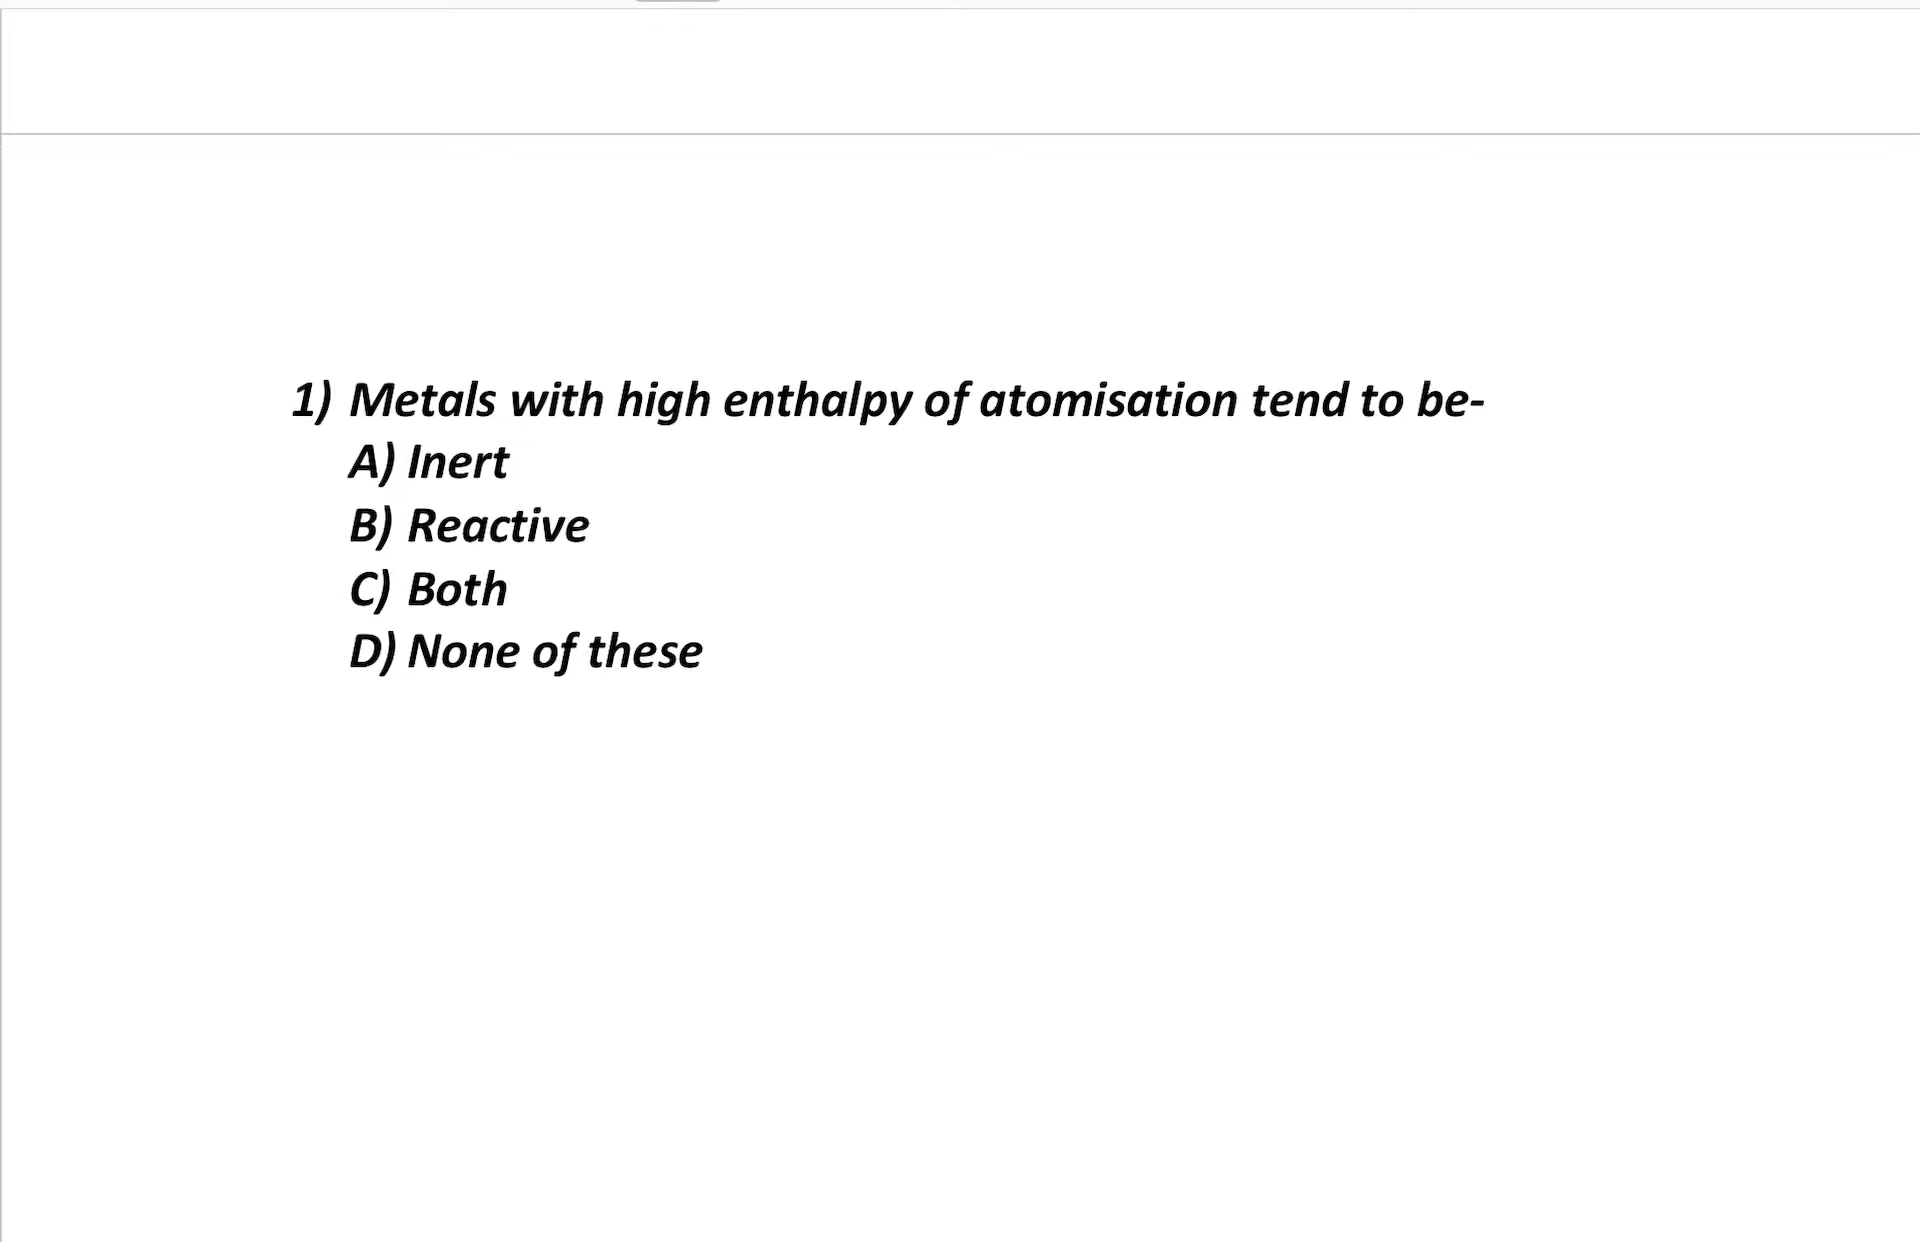 1) Metals with high enthalpy of atomisation tend to be-
A) Inert
B) Reactive
C) Both
D) None of these